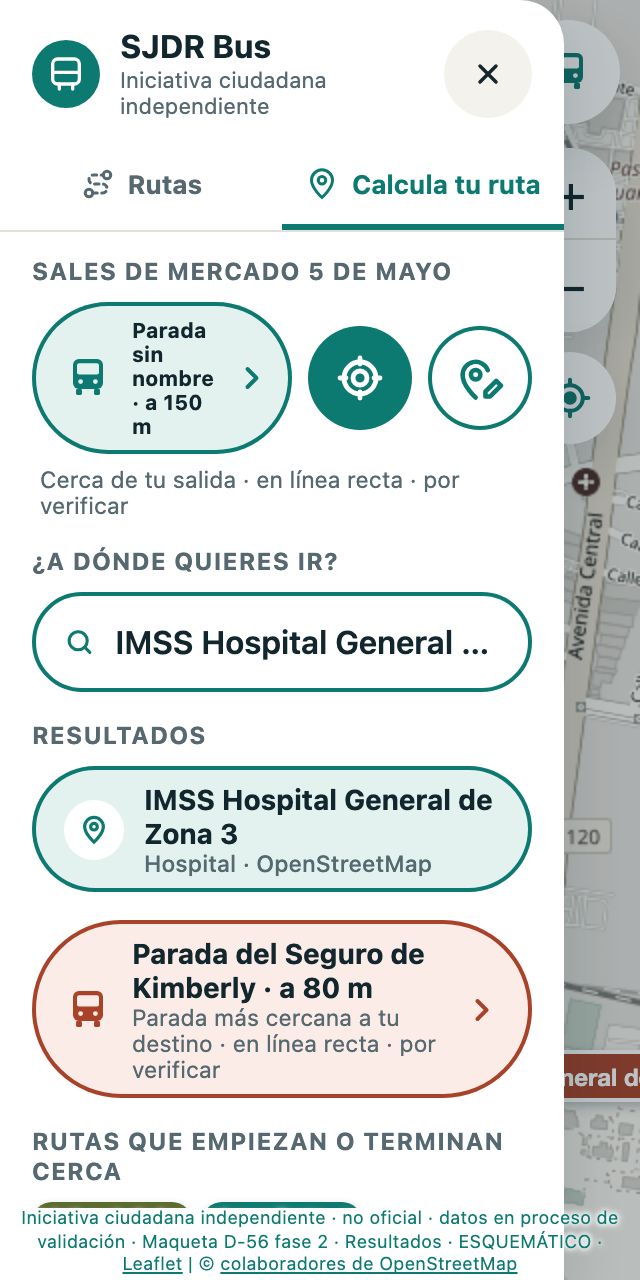 SJDR Bus
Iniciativa ciudadana
independiente
Rutas
Calcula tu ruta
SALES DE MERCADO 5 DE MAYO
Parada
sin
nombre
· a 150
m
Cerca de tu salida · en línea recta · por
verificar
¿A DÓNDE QUIERES IR?
IMSS Hospital General ...
RESULTADOS
IMSS Hospital General de
Zona 3
Hospital · OpenStreetMap
Parada del Seguro de
Kimberly · a 80 m
Parada más cercana a tu
destino · en línea recta · por
verificar
RUTAS QUE EMPIEZAN O TERMINAN
CERCA
+
−
Avenida Central
Calle
120
neral d
Iniciativa ciudadana independiente · no oficial · datos en proceso de
validación · Maqueta D-56 fase 2 · Resultados · ESQUEMÁTICO ·
Leaflet | © colaboradores de OpenStreetMap